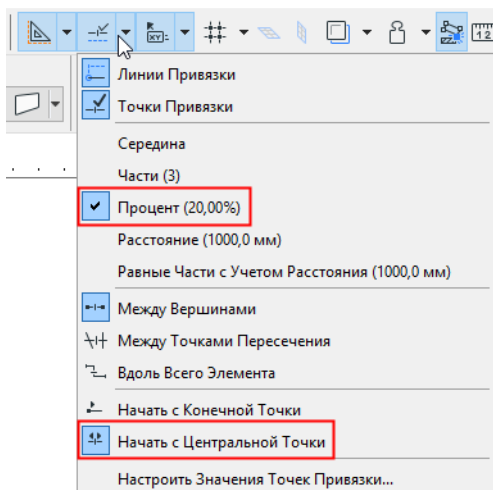 XY:
12
Линии Привязки
Точки Привязки
Середина
Части (3)
Процент (20,00%)
Расстояние (1000,0 мм)
Равные Части с Учетом Расстояния (1000,0 мм)
Между Вершинами
Между Точками Пересечения
Вдоль Всего Элемента
Начать с Конечной Точки
Начать с Центральной Точки
Настроить Значения Точек Привязки...